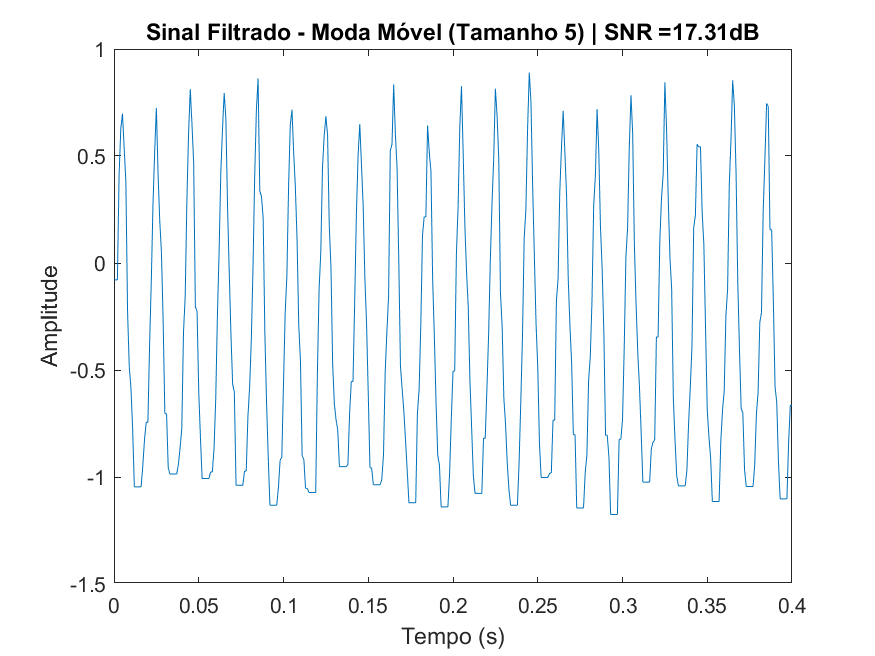 Sinal Filtrado - Moda Móvel (Tamanho 5) | SNR =17.31dB
1
0.5
0
-0.5
-1
-1.5
Amplitude
0 0.05 0.1 0.15 0.2 0.25 0.3 0.35 0.4
Tempo (s)